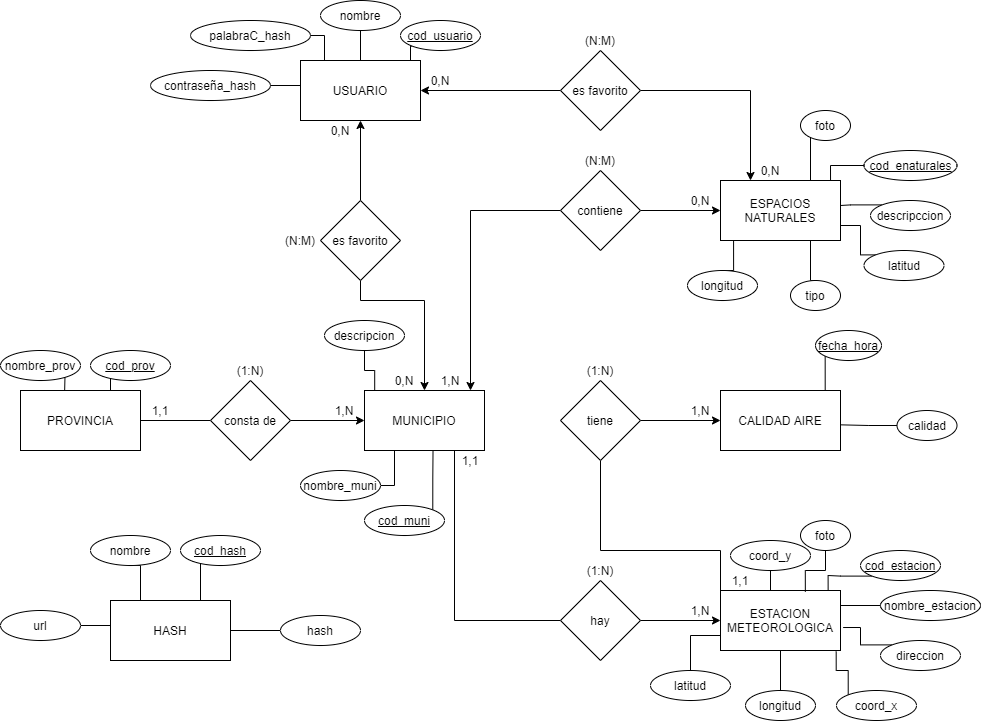 nombre
palabraC_hash
cod_usuario
contraseña_hash
USUARIO
0,N
(N:M)
es favorito
0,N
0,N
foto
cod_enaturales
ESPACIOS
NATURALES
descripccion
latitud
longitud
tipo
(N:M)
contiene
0,N
(N:M)
es favorito
descripcion
0,N
1,N
nombre_prov
cod_prov
PROVINCIA
1,1
(1:N)
consta de
1,N
MUNICIPIO
1,1
nombre_muni
cod_muni
(1:N)
tiene
1,N
fecha_hora
CALIDAD AIRE
calidad
nombre
cod_hash
url
HASH
hash
(1:N)
hay
1,N
1,1
coord_y
foto
cod_estacion
ESTACION
METEOROLOGICA
nombre_estacion
direccion
latitud
longitud
coord_x